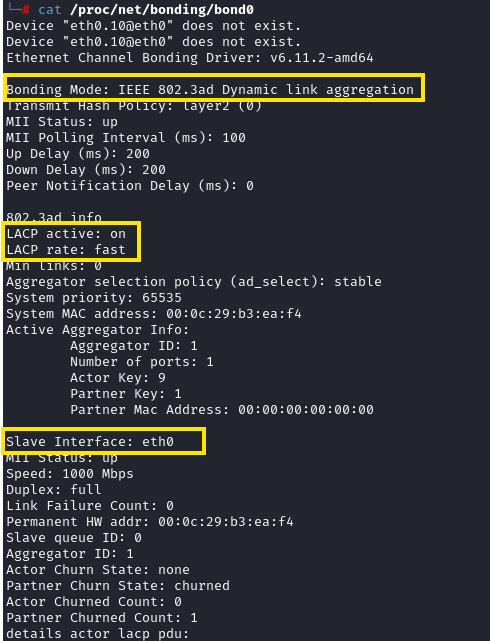 └─# cat /proc/net/bonding/bond0
Device "eth0.10@eth0" does not exist.
Device "eth0.10@eth0" does not exist.
Ethernet Channel Bonding Driver: v6.11.2-amd64
Bonding Mode: IEEE 802.3ad Dynamic link aggregation
Transmit Hash Policy: layer2 (0)
MII Status: up
MII Polling Interval (ms): 100
Up Delay (ms): 200
Down Delay (ms): 200
Peer Notification Delay (ms): 0
802.3ad info
LACP active: on
LACP rate: fast
Min links: 0
Aggregator selection policy (ad_select): stable
System priority: 65535
System MAC address: 00:0c:29:b3:ea:f4
Active Aggregator Info:
        Aggregator ID: 1
        Number of ports: 1
        Actor Key: 9
        Partner Key: 1
        Partner Mac Address: 00:00:00:00:00:00
Slave Interface: eth0
MII Status: up
Speed: 1000 Mbps
Duplex: full
Link Failure Count: 0
Permanent HW addr: 00:0c:29:b3:ea:f4
Slave queue ID: 0
Aggregator ID: 1
Actor Churn State: none
Partner Churn State: churned
Actor Churned Count: 0
Partner Churned Count: 1
details actor lacp pdu: